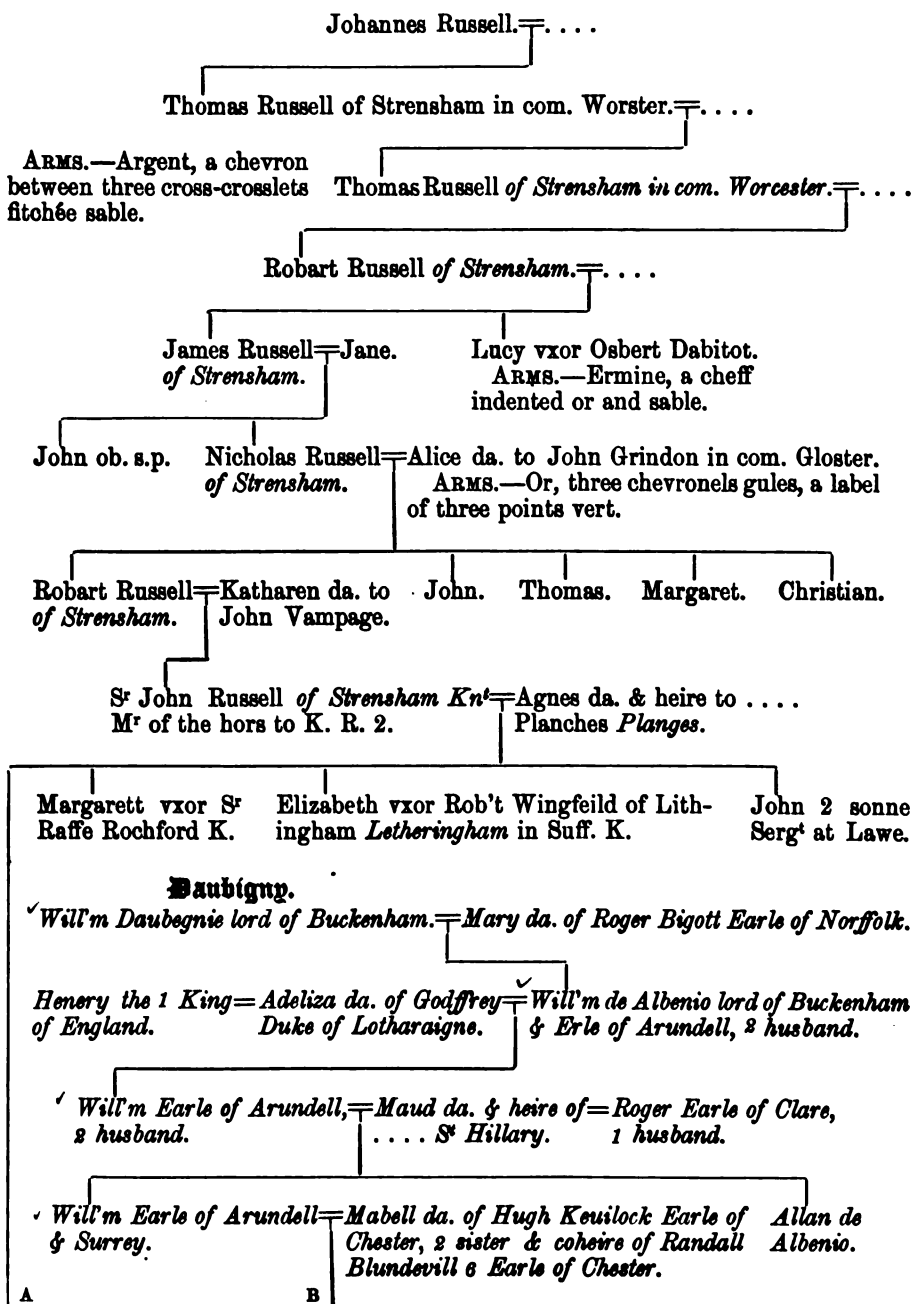 Johannes Russell. . . . .
Thomas Russell of Strensham in com. Worster. . . . .
ARMS.—Argent, a chevron
between three cross-crosslets
fitchée sable.
Thomas Russell of Strensham in com. Worcester. . . . .
Robart Russell of Strensham. . . . .
James Russell=Jane.
of Strensham.
Lucy vxor Osbert Dabitot.
ARMS.—Ermine, a cheff
indented or and sable.
John ob. s.p.
Nicholas Russell=Alice da. to John Grindon in com. Gloster.
of Strensham.
ARMS.—Or, three chevronels gules, a label
of three points vert.
Robart Russell=Katharen da. to
of Strensham. John Vampage.
John. Thomas. Margaret. Christian.
Sr John Russell of Strensham Knt=Agnes da. & heire to . . . .
Mr of the hors to K. R. 2. Planches Planges.
Margarett vxor Sr
Raffe Rochford K.
Elizabeth vxor Rob't Wingfeild of Lith-
ingham Letheringham in Suff. K.
John 2 sonne
Sergt at Lawe.
Daubigny.
Will'm Daubegnie lord of Buckenham.=Mary da. of Roger Bigott Earle of Norffolk.
Henery the 1 King=Adeliza da. of Godffrey=Will'm de Albenio lord of Buckenham
of England. Duke of Lotharaigne. & Erle of Arundell, 2 husband.
Will'm Earle of Arundell,=Maud da. & heire of=Roger Earle of Clare,
2 husband. . . . . St Hillary. 1 husband.
Will'm Earle of Arundell=Mabell da. of Hugh Keuilock Earle of
& Surrey. Chester, 2 sister & coheire of Randall
Blundevill 6 Earle of Chester.
Allan de
Albenio.
A B